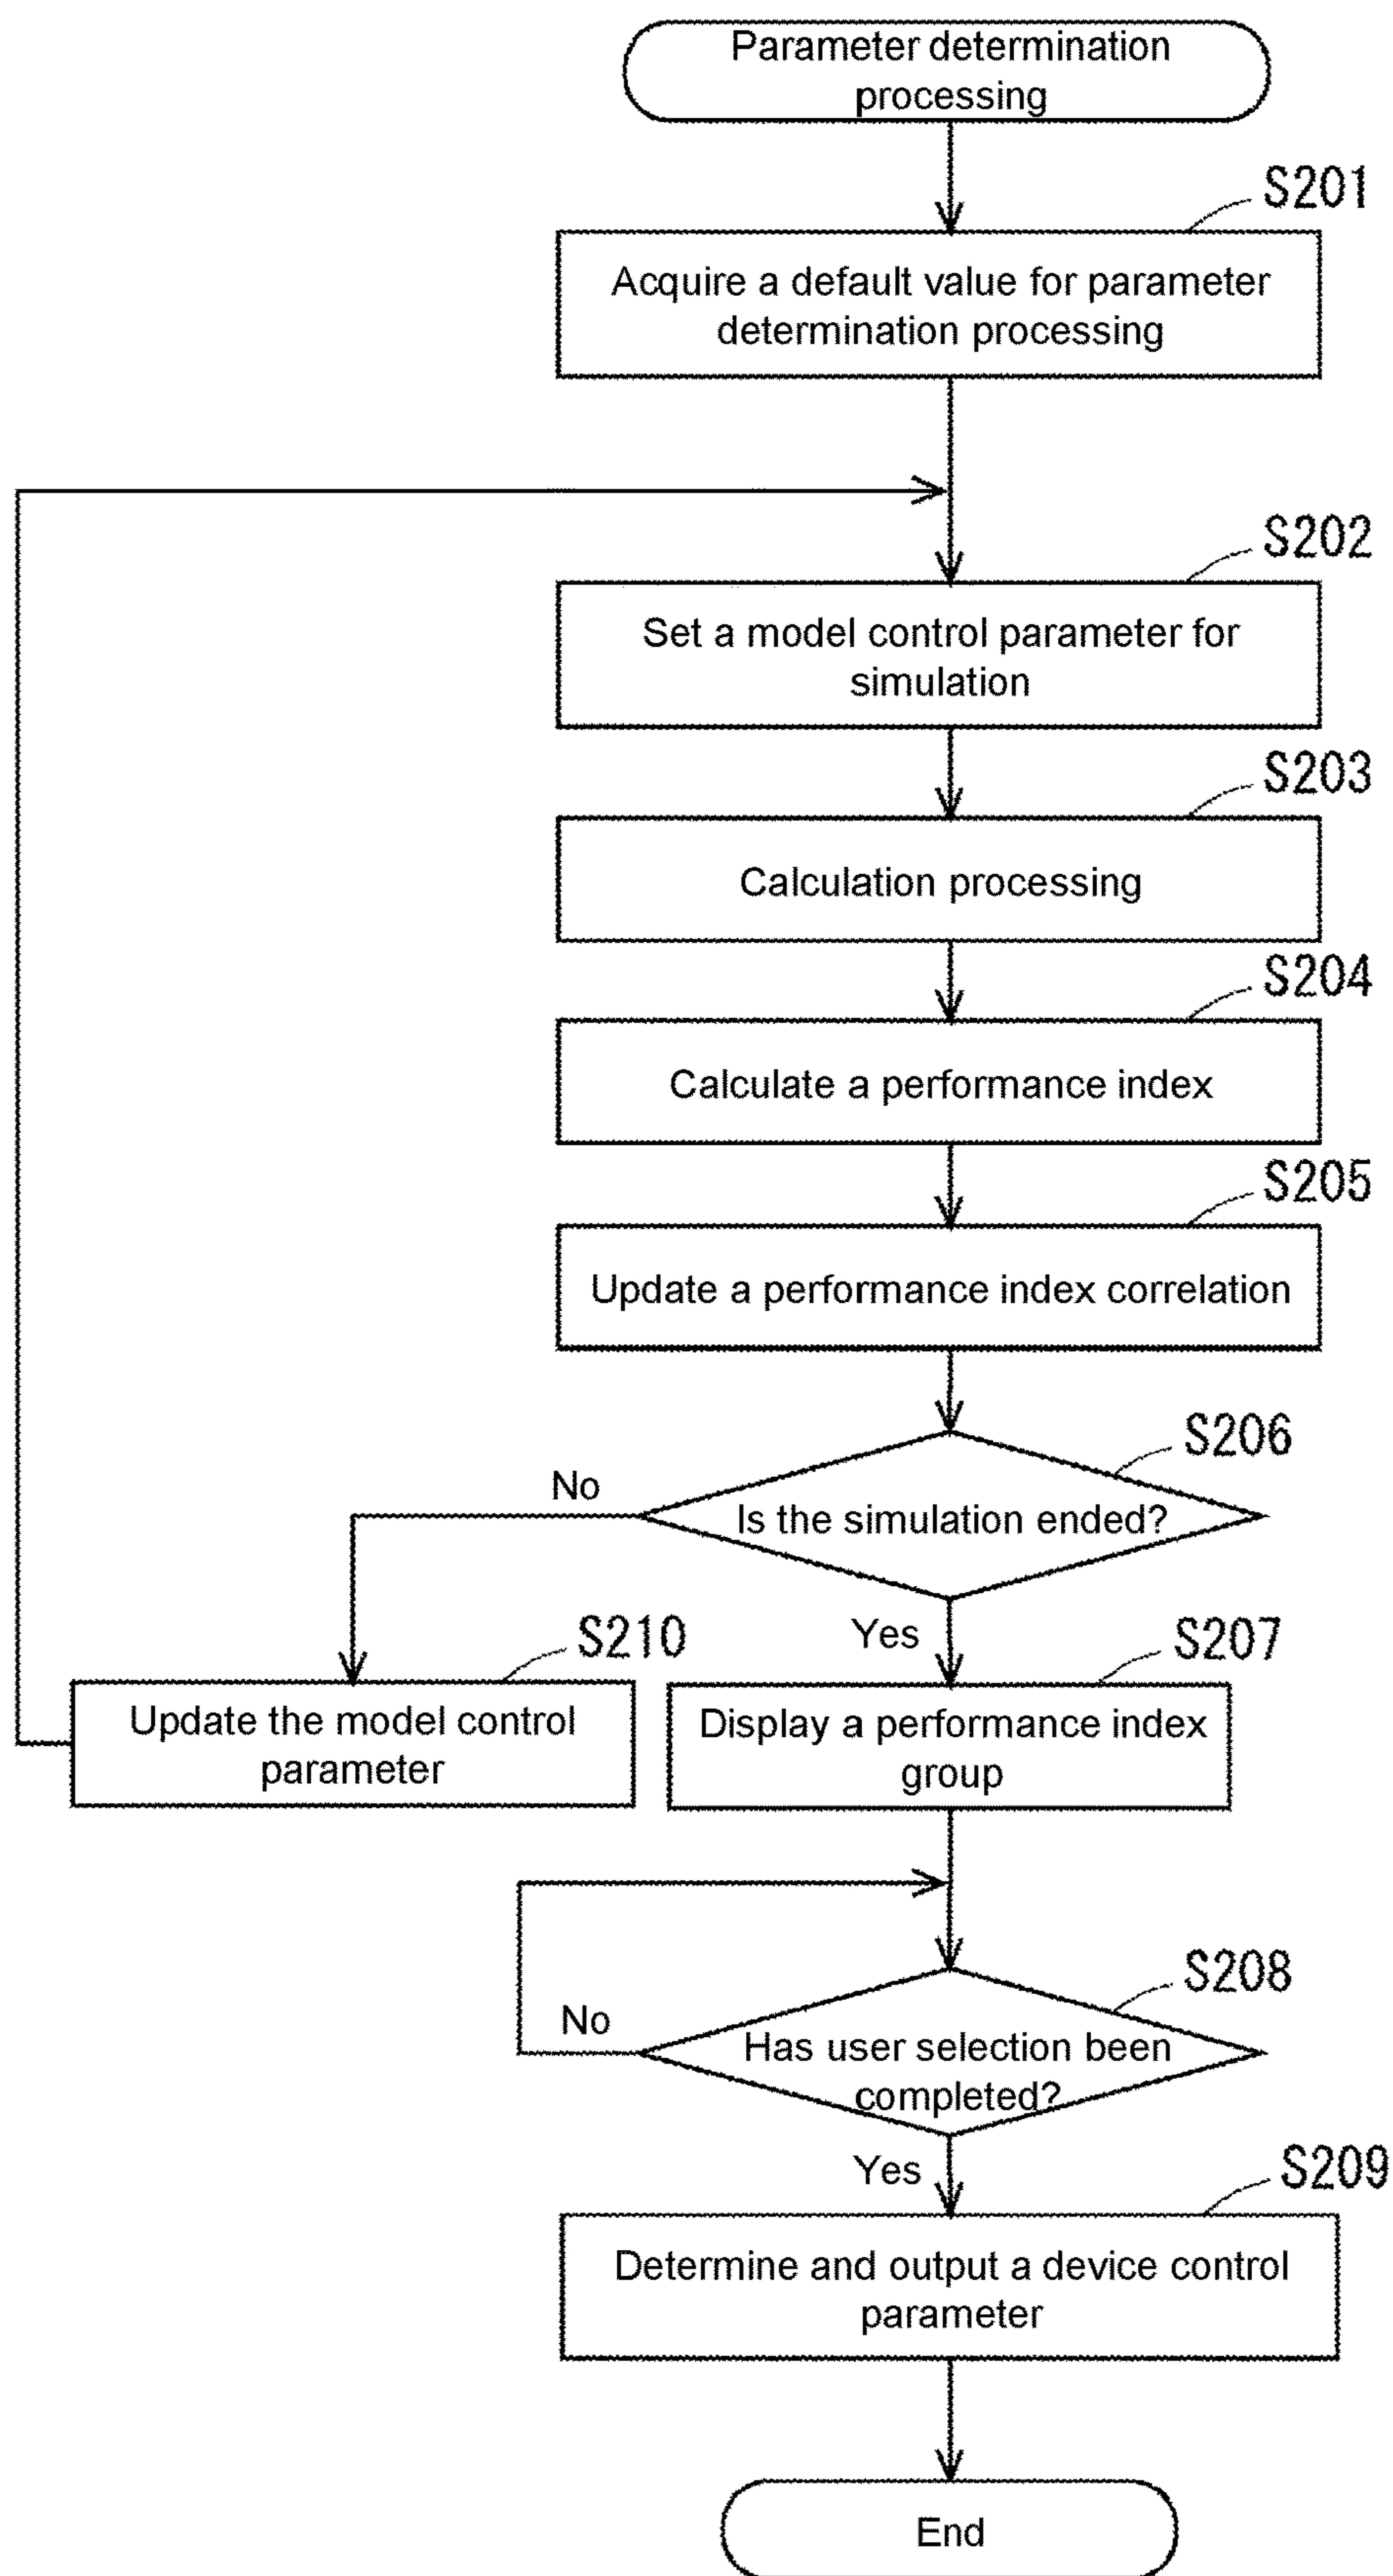 Parameter determination
processing
S201
Acquire a default value for parameter
determination processing
S202
Set a model control parameter for
simulation
S203
Calculation processing
S204
Calculate a performance index
S205
Update a performance index correlation
S206
Is the simulation ended?
No
Yes
S210
Update the model control
parameter
S207
Display a performance index
group
S208
Has user selection been
completed?
No
Yes
S209
Determine and output a device control
parameter
End